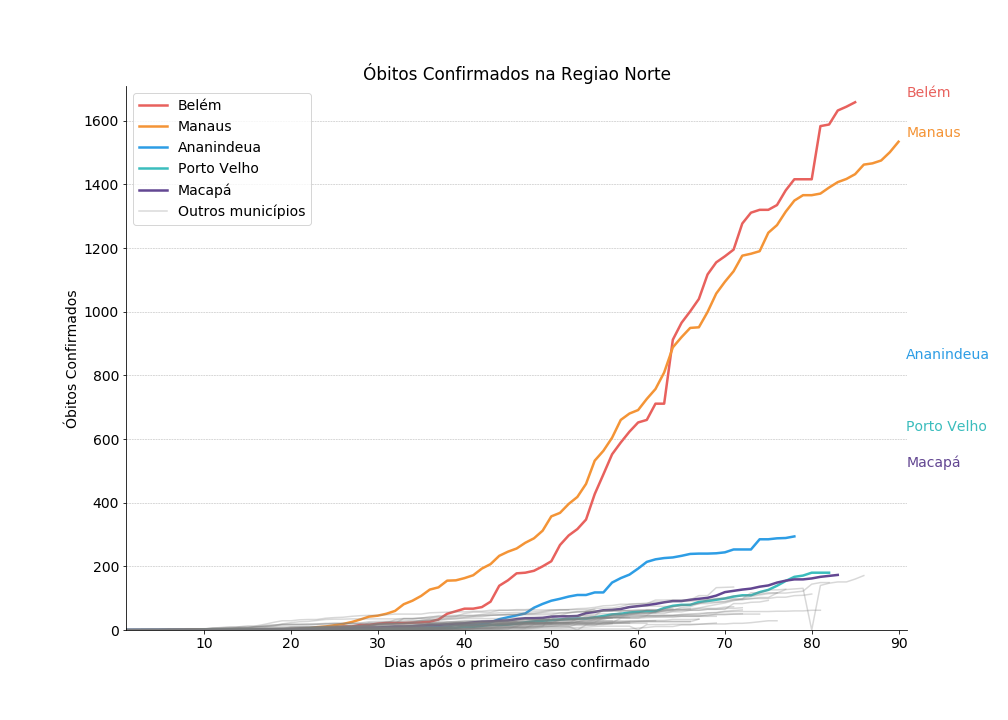 Óbitos Confirmados na Regiao Norte
Belém
Manaus
Ananindeua
Porto Velho
Macapá
Outros municípios
Belém
Manaus
Ananindeua
Porto Velho
Macapá
1600
1400
1200
1000
800
600
400
200
0
Óbitos Confirmados
10 20 30 40 50 60 70 80 90
Dias após o primeiro caso confirmado